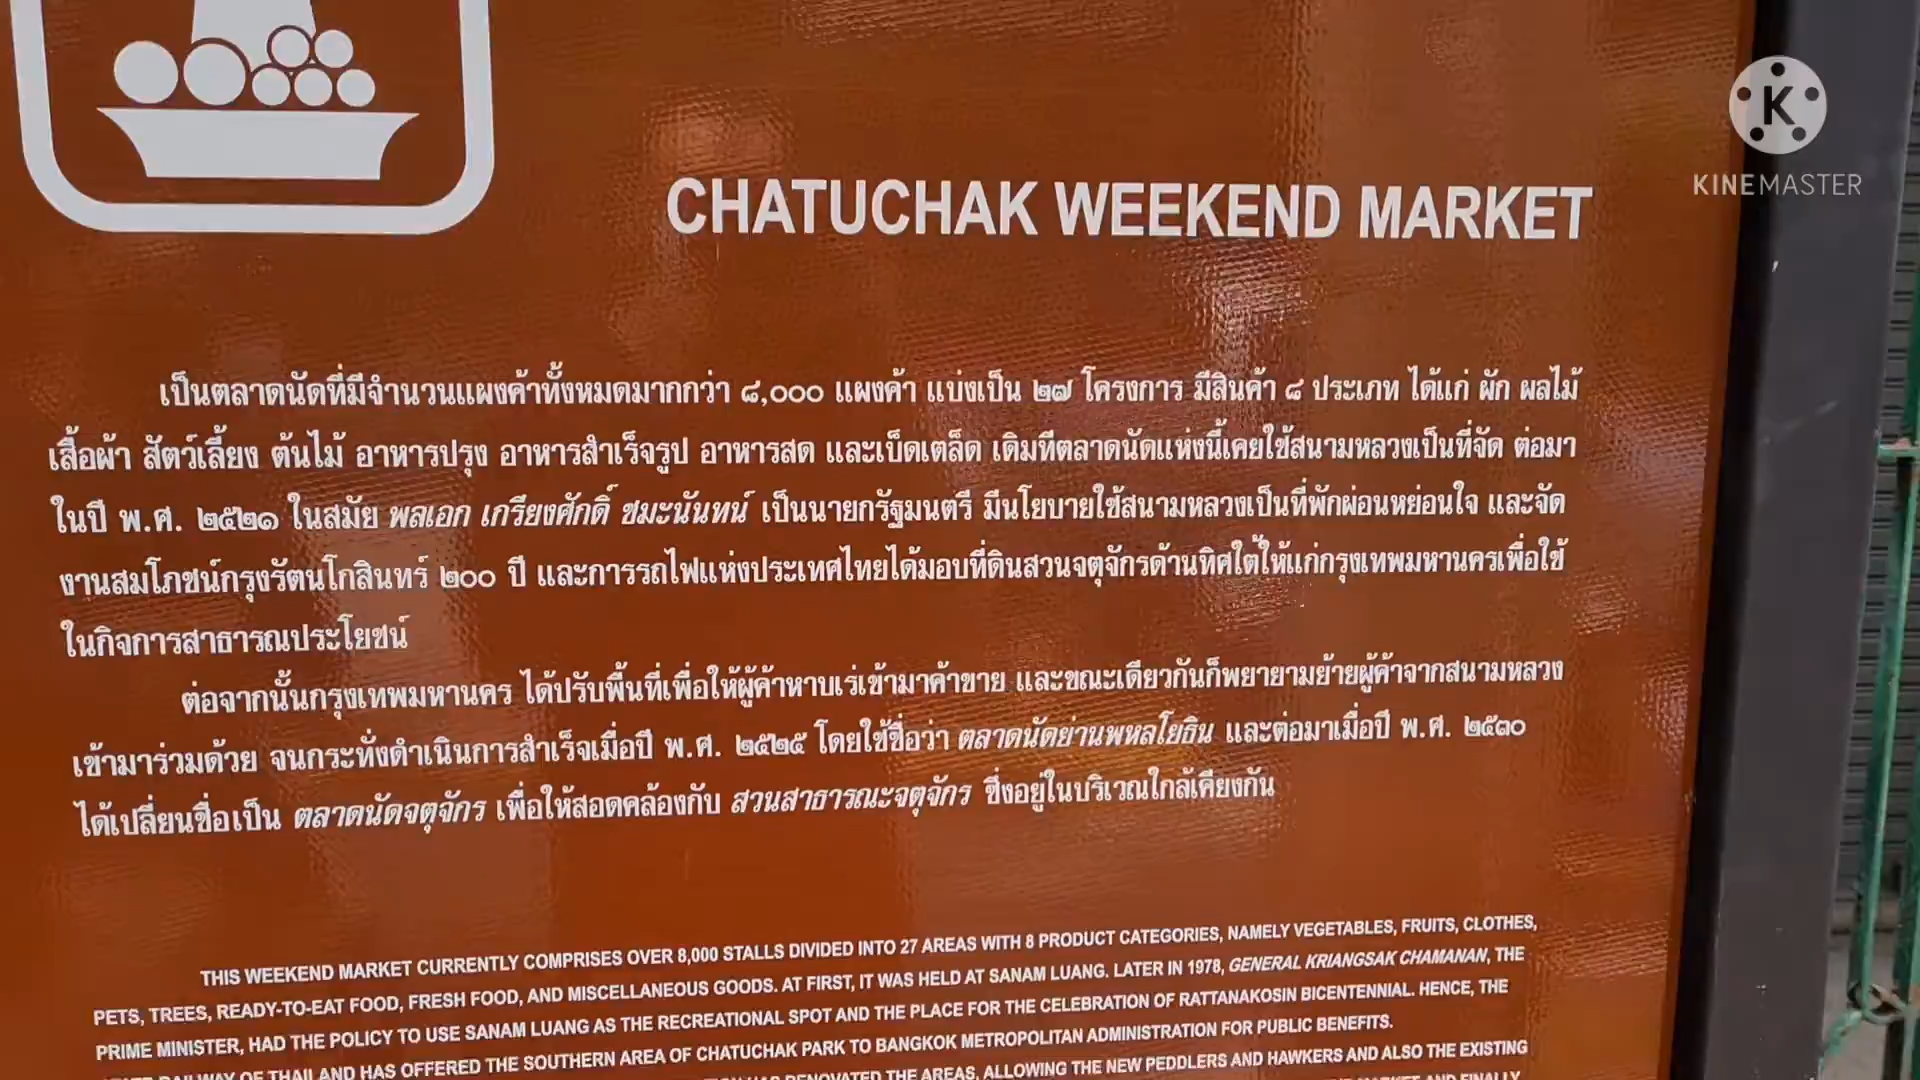 KINEMASTER
CHATUCHAK WEEKEND MARKET
เป็นตลาดนัดที่มีจำนวนแผงค้าทั้งหมดมากกว่า ๘,๐๐๐ แผงค้า แบ่งเป็น ๒๗ โครงการ มีสินค้า ๘ ประเภท ได้แก่ ผัก ผลไม้
เสื้อผ้า สัตว์เลี้ยง ต้นไม้ อาหารปรุง อาหารสำเร็จรูป อาหารสด และเบ็ดเตล็ด เดิมทีตลาดนัดแห่งนี้เคยใช้สนามหลวงเป็นที่จัด ต่อมา
ในปี พ.ศ. ๒๕๒๑ ในสมัย พลเอก เกรียงศักดิ์ ชมะนันทน์ เป็นนายกรัฐมนตรี มีนโยบายใช้สนามหลวงเป็นที่พักผ่อนหย่อนใจ และจัด
งานสมโภชน์กรุงรัตนโกสินทร์ ๒๐๐ ปี และการรถไฟแห่งประเทศไทยได้มอบที่ดินสวนจตุจักรด้านทิศใต้ให้แก่กรุงเทพมหานครเพื่อใช้
ในกิจการสาธารณประโยชน์
ต่อจากนั้นกรุงเทพมหานคร ได้ปรับพื้นที่เพื่อให้ผู้ค้าหาบเร่เข้ามาค้าขาย และขณะเดียวกันก็พยายามย้ายผู้ค้าจากสนามหลวง
เข้ามาร่วมด้วย จนกระทั่งดำเนินการสำเร็จเมื่อปี พ.ศ. ๒๕๒๕ โดยใช้ชื่อว่า ตลาดนัดย่านพหลโยธิน และต่อมาเมื่อปี พ.ศ. ๒๕๓๐
ได้เปลี่ยนชื่อเป็น ตลาดนัดจตุจักร เพื่อให้สอดคล้องกับ สวนสาธารณะจตุจักร ซึ่งอยู่ในบริเวณใกล้เคียงกัน
THIS WEEKEND MARKET CURRENTLY COMPRISES OVER 8,000 STALLS DIVIDED INTO 27 AREAS WITH 8 PRODUCT CATEGORIES, NAMELY VEGETABLES, FRUITS, CLOTHES,
PETS, TREES, READY-TO-EAT FOOD, FRESH FOOD, AND MISCELLANEOUS GOODS. AT FIRST, IT WAS HELD AT SANAM LUANG. LATER IN 1978, GENERAL KRIANGSAK CHAMANAN, THE
PRIME MINISTER, HAD THE POLICY TO USE SANAM LUANG AS THE RECREATIONAL SPOT AND THE PLACE FOR THE CELEBRATION OF RATTANAKOSIN BICENTENNIAL. HENCE, THE
RAILWAY OF THAILAND HAS OFFERED THE SOUTHERN AREA OF CHATUCHAK PARK TO BANGKOK METROPOLITAN ADMINISTRATION FOR PUBLIC BENEFITS.
HAS RENOVATED THE AREAS, ALLOWING THE NEW PEDDLERS AND HAWKERS AND ALSO THE EXISTING